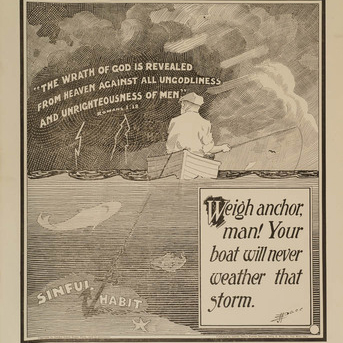 "THE WRATH OF GOD IS REVEALED
FROM HEAVEN AGAINST ALL UNGODLINESS
AND UNRIGHTEOUSNESS OF MEN"
ROMANS 1:18
Weigh anchor,
man! Your
boat will never
weather that
storm.
SINFUL
HABIT